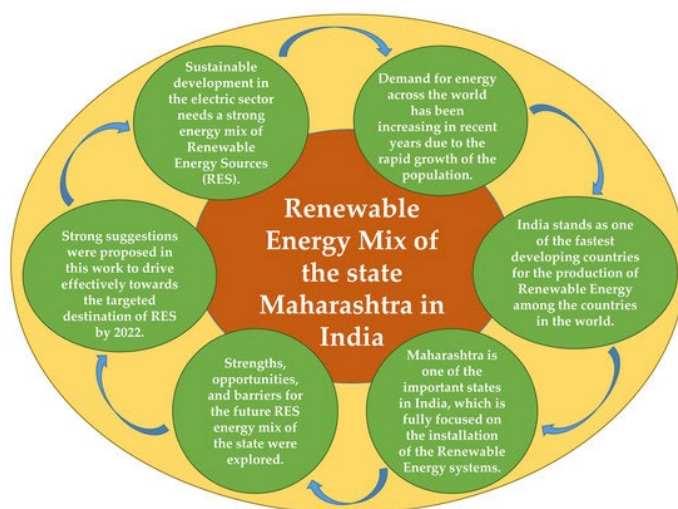 Sustainable
development in
the electric sector
needs a strong
energy mix of
Renewable
Energy Sources
(RES).
Demand for energy
across the world
has been
increasing in recent
years due to the
rapid growth of the
population.
India stands as one
of the fastest
developing countries
for the production of
Renewable Energy
among the countries
in the world.
Maharashtra is
one of the
important states
in India, which is
fully focused on
the installation
of the Renewable
Energy systems.
Strengths,
opportunities,
and barriers for
the future RES
energy mix of
the state were
explored.
Strong suggestions
were proposed in
this work to drive
effectively towards
the targeted
destination of RES
by 2022.
Renewable
Energy Mix of
the state
Maharashtra in
India